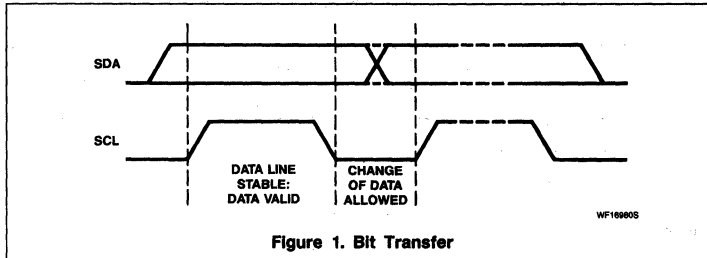 SDA
SCL
DATA LINE
STABLE:
DATA VALID
CHANGE
OF DATA
ALLOWED
WF16980S
Figure 1. Bit Transfer